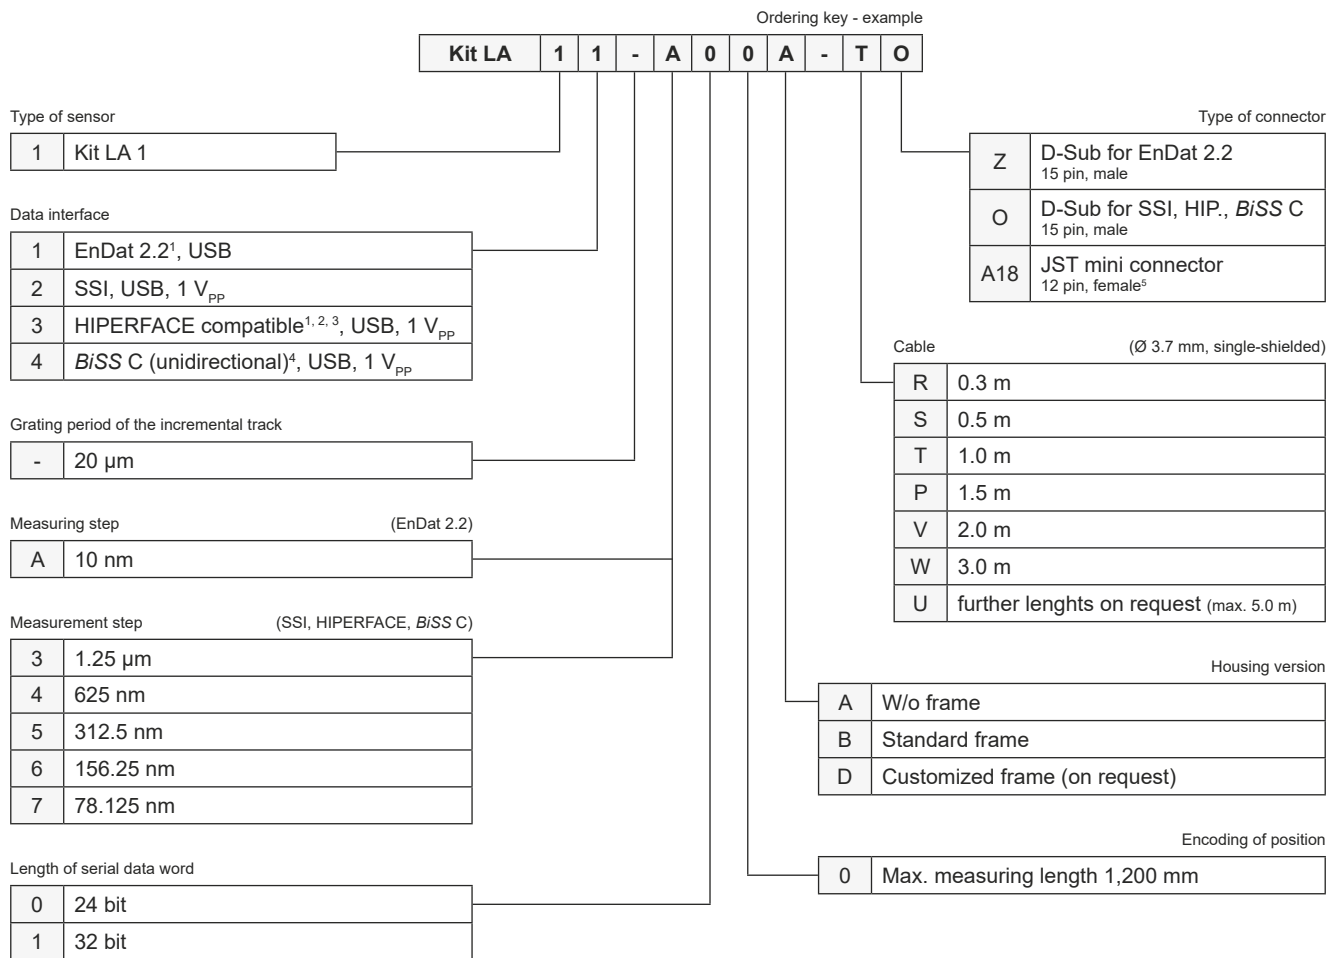 Ordering key - example
Kit LA 1 1 - A 0 0 A - T O
Type of sensor
1 Kit LA 1
Data interface
1 EnDat 2.2¹, USB
2 SSI, USB, 1 VPP
3 HIPERFACE compatible¹, ², ³, USB, 1 VPP
4 BiSS C (unidirectional)⁴, USB, 1 VPP
Grating period of the incremental track
- 20 µm
Measuring step (EnDat 2.2)
A 10 nm
Measurement step (SSI, HIPERFACE, BiSS C)
3 1.25 µm
4 625 nm
5 312.5 nm
6 156.25 nm
7 78.125 nm
Length of serial data word
0 24 bit
1 32 bit
Type of connector
Z D-Sub for EnDat 2.2
15 pin, male
O D-Sub for SSI, HIP., BiSS C
15 pin, male
A18 JST mini connector
12 pin, female⁵
Cable (Ø 3.7 mm, single-shielded)
R 0.3 m
S 0.5 m
T 1.0 m
P 1.5 m
V 2.0 m
W 3.0 m
U further lenghts on request (max. 5.0 m)
Housing version
A W/o frame
B Standard frame
D Customized frame (on request)
Encoding of position
0 Max. measuring length 1,200 mm